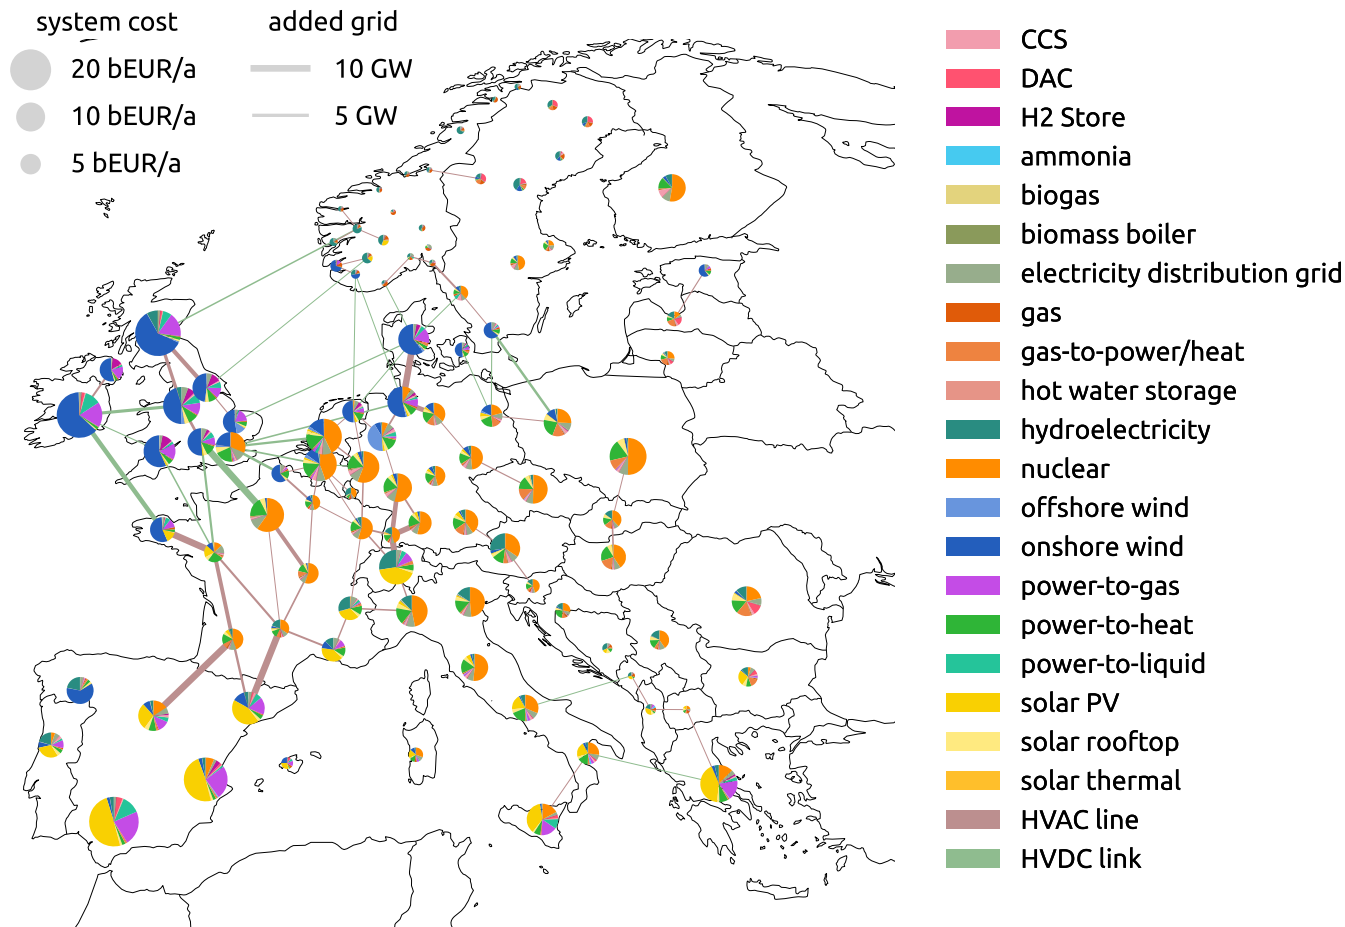 system cost
added grid
20 bEUR/a
10 GW
10 bEUR/a
5 GW
5 bEUR/a
CCS
DAC
H2 Store
ammonia
biogas
biomass boiler
electricity distribution grid
gas
gas-to-power/heat
hot water storage
hydroelectricity
nuclear
offshore wind
onshore wind
power-to-gas
power-to-heat
power-to-liquid
solar PV
solar rooftop
solar thermal
HVAC line
HVDC link